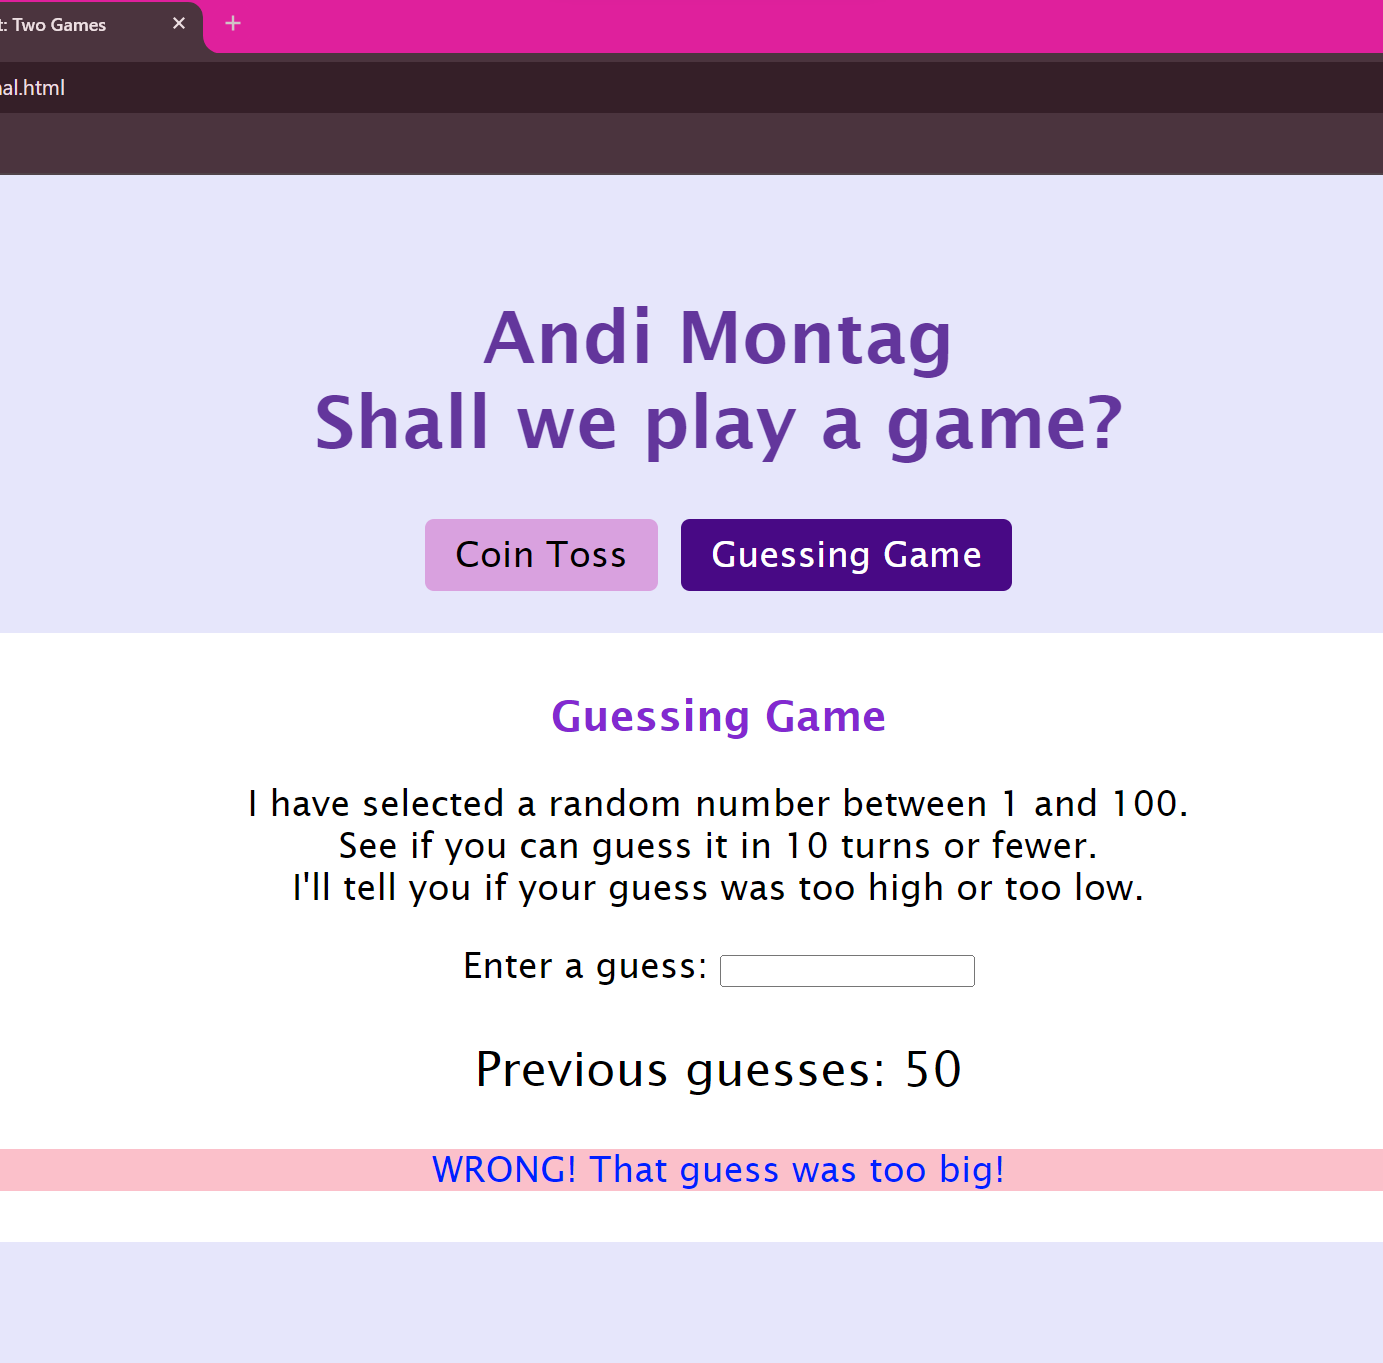 t: Two Games
al.html
Andi Montag
Shall we play a game?
Coin Toss
Guessing Game
Guessing Game
I have selected a random number between 1 and 100.
See if you can guess it in 10 turns or fewer.
I'll tell you if your guess was too high or too low.
Enter a guess:
Previous guesses: 50
WRONG! That guess was too big!